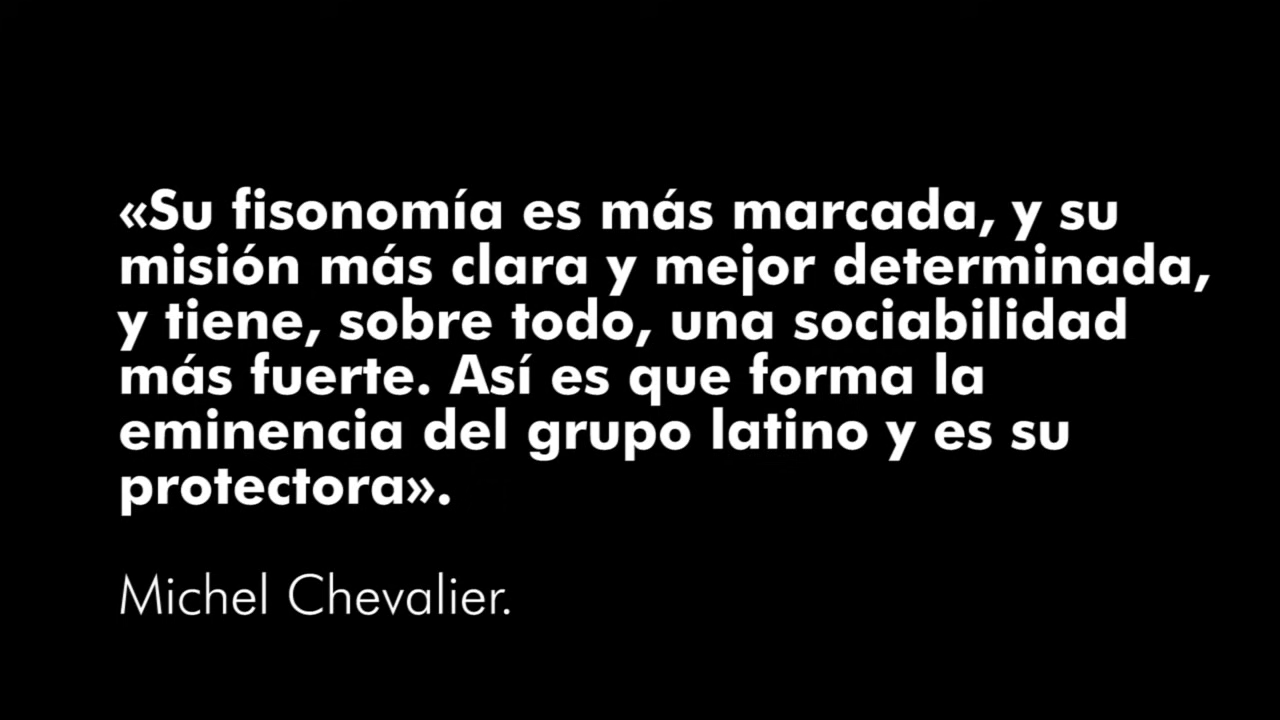 «Su fisonomía es más marcada, y su
misión más clara y mejor determinada,
y tiene, sobre todo, una sociabilidad
más fuerte. Así es que forma la
eminencia del grupo latino y es su
protectora».
Michel Chevalier.